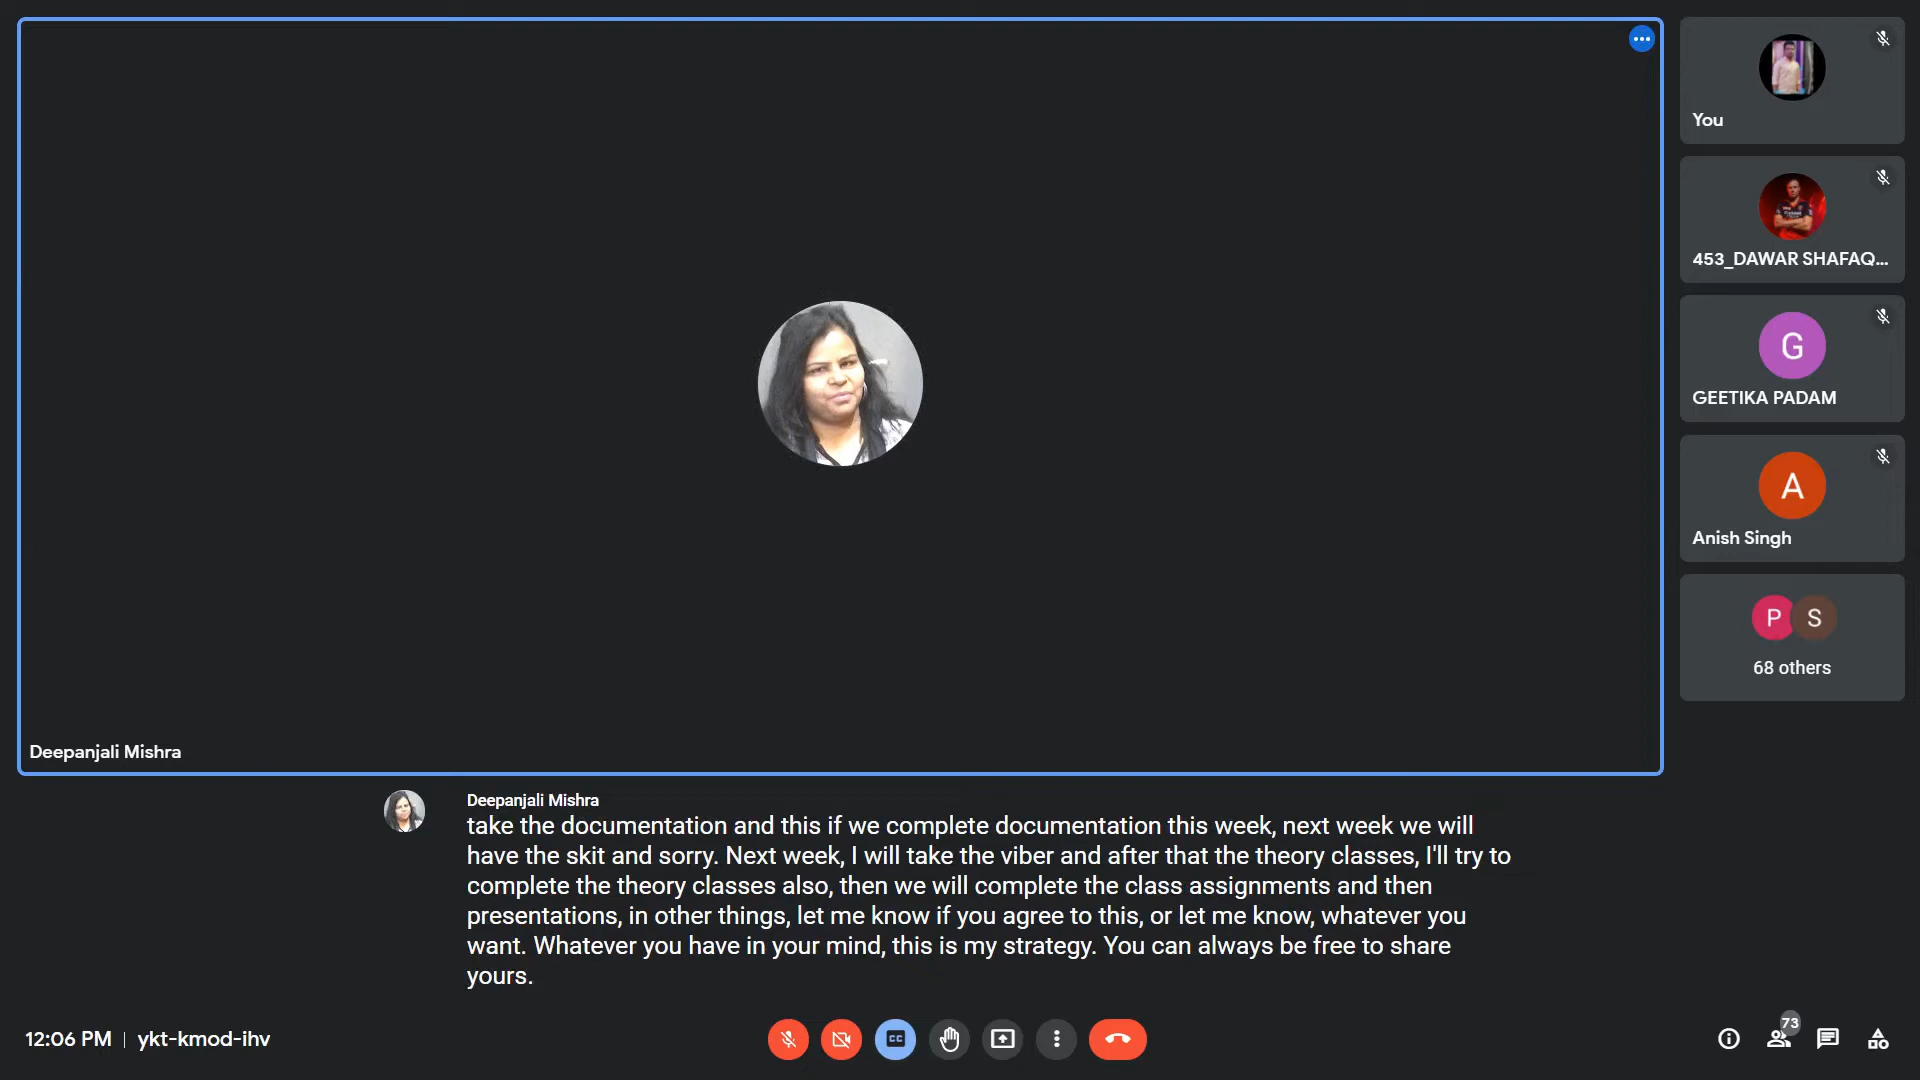 You
453_DAWAR SHAFAQ...
G
GEETIKA PADAM
A
Anish Singh
P S
68 others
Deepanjali Mishra
Deepanjali Mishra
take the documentation and this if we complete documentation this week, next week we will
have the skit and sorry. Next week, I will take the viber and after that the theory classes, I'll try to
complete the theory classes also, then we will complete the class assignments and then
presentations, in other things, let me know if you agree to this, or let me know, whatever you
want. Whatever you have in your mind, this is my strategy. You can always be free to share
yours.
12:06 PM | ykt-kmod-ihv
CC
73